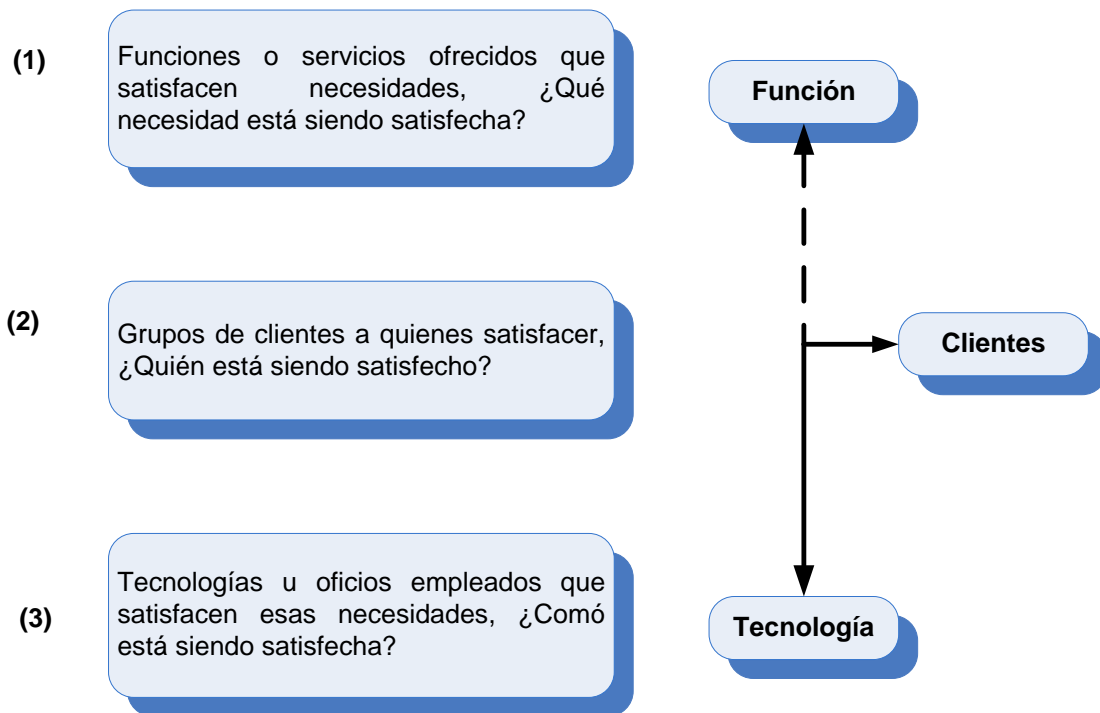 (1)
Funciones o servicios ofrecidos que
satisfacen necesidades, ¿Qué
necesidad está siendo satisfecha?
Función
(2)
Grupos de clientes a quienes satisfacer,
¿Quién está siendo satisfecho?
Clientes
(3)
Tecnologías u oficios empleados que
satisfacen esas necesidades, ¿Comó
está siendo satisfecha?
Tecnología